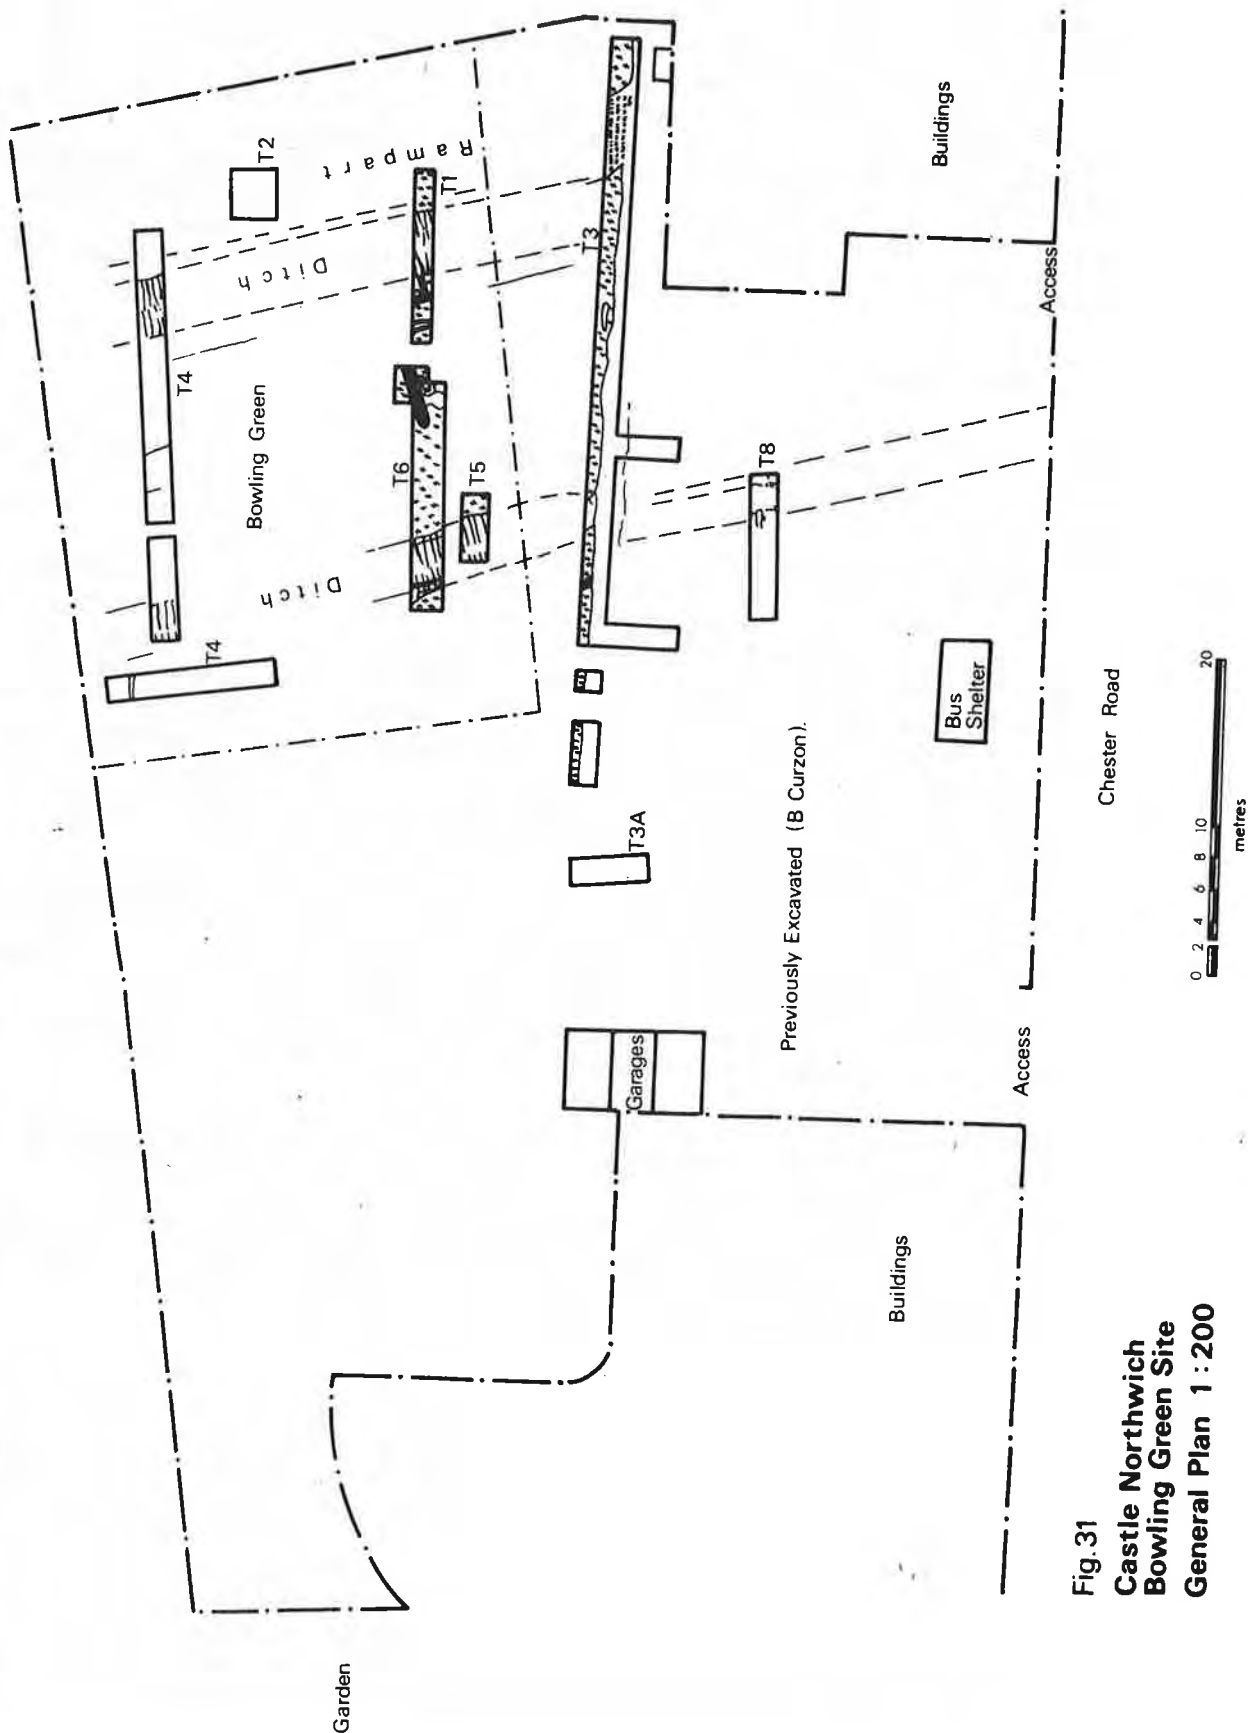 Garden
T4
T4
Bowling Green
Ditch
Ditch
T2
Rampart
T1
T6
T5
T3
T3A
T8
Garages
Previously Excavated (B Curzon).
Bus
Shelter
Buildings
Buildings
Access
Access
Chester Road
0 2 4 6 8 10 20
metres
Fig.31
Castle Northwich
Bowling Green Site
General Plan 1:200